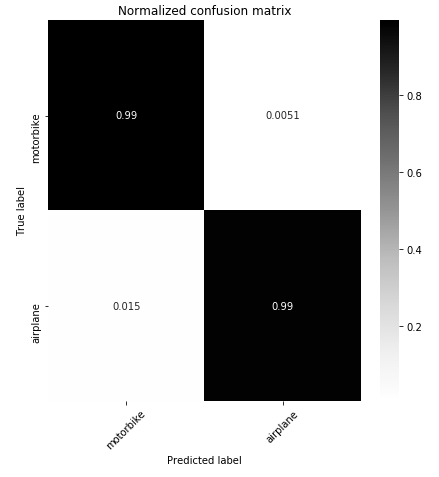 Normalized confusion matrix
True label
motorbike
airplane
0.99
0.0051
0.015
0.99
motorbike
airplane
Predicted label
0.8
0.6
0.4
0.2